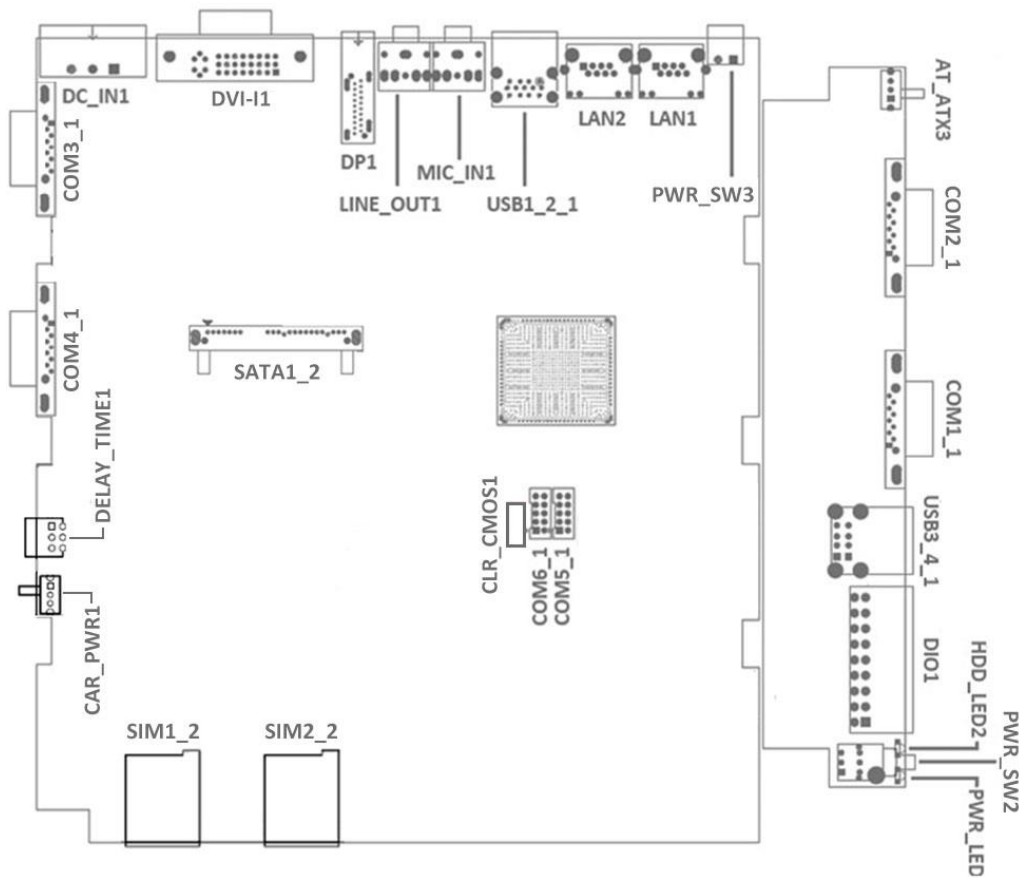 DC_IN1
DVI-I1
DP1
LINE_OUT1
MIC_IN1
USB1_2_1
LAN2
LAN1
PWR_SW3
AT_ATX3
COM3_1
COM2_1
COM4_1
SATA1_2
COM1_1
DELAY_TIME1
CLR_CMOS1
COM6_1
COM5_1
USB3_4_1
CAR_PWR1
DIO1
SIM1_2
SIM2_2
HDD_LED2
PWR_SW2
PWR_LED